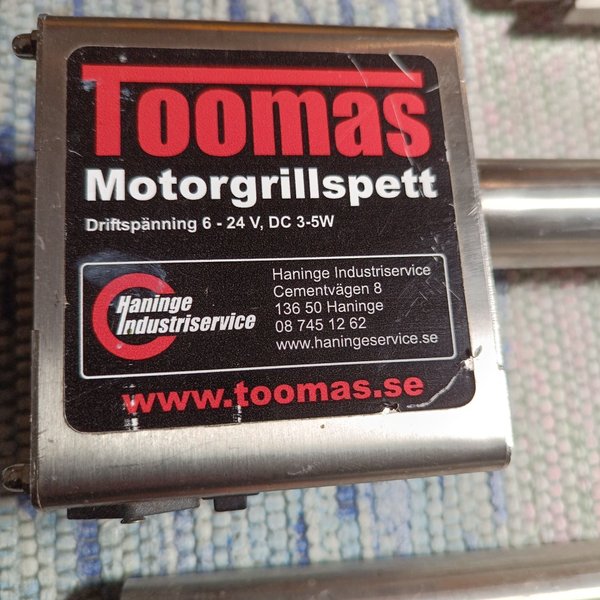 Toomas
Motorgrillspett
Driftspänning 6 - 24 V, DC 3-5W
Haninge
Industriservice
Haninge Industriservice
Cementvägen 8
136 50 Haninge
08 745 12 62
www.haningeservice.se
www.toomas.se